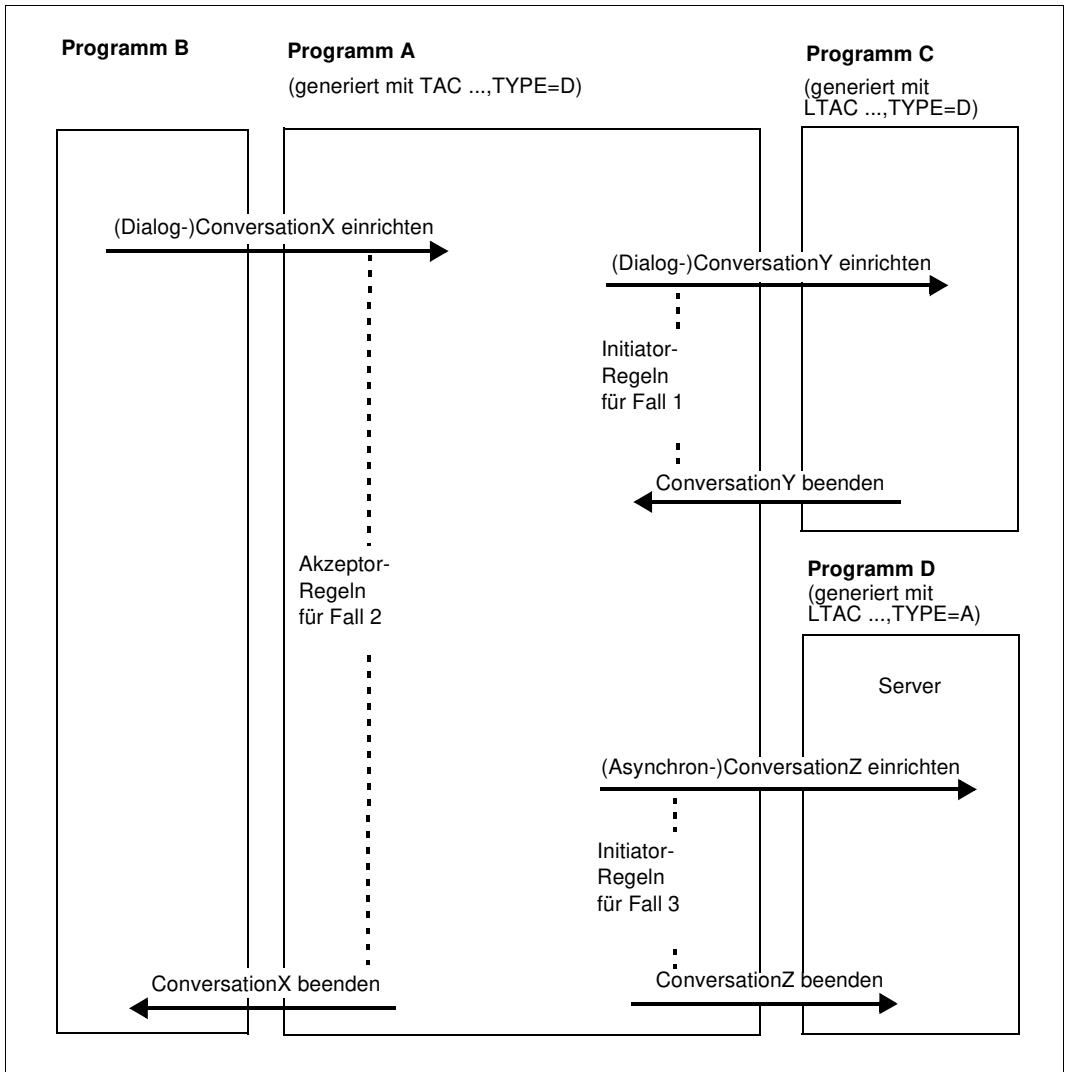 Programm B
Programm A
(generiert mit TAC ...,TYPE=D)
Programm C
(generiert mit
LTAC ...,TYPE=D)
(Dialog-)ConversationX einrichten
(Dialog-)ConversationY einrichten
Initiator-
Regeln
für Fall 1
ConversationY beenden
Akzeptor-
Regeln
für Fall 2
Programm D
(generiert mit
LTAC ...,TYPE=A)
Server
(Asynchron-)ConversationZ einrichten
Initiator-
Regeln
für Fall 3
ConversationX beenden
ConversationZ beenden